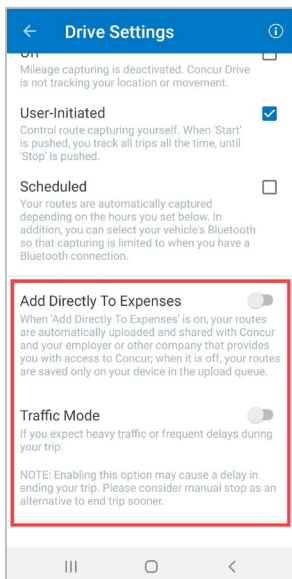 Drive Settings
Off
Mileage capturing is deactivated. Concur Drive
is not tracking your location or movement.
User-Initiated
Control route capturing yourself. When 'Start'
is pushed, you track all trips all the time, until
'Stop' is pushed.
Scheduled
Your routes are automatically captured
depending on the hours you set below. In
addition, you can select your vehicle's Bluetooth
so that capturing is limited to when you have a
Bluetooth connection.
Add Directly To Expenses
When 'Add Directly To Expenses' is on, your routes
are automatically uploaded and shared with Concur
and your employer or other company that provides
you with access to Concur; when it is off, your routes
are saved only on your device in the upload queue.
Traffic Mode
If you expect heavy traffic or frequent delays during
your trip.
NOTE: Enabling this option may cause a delay in
ending your trip. Please consider manual stop as an
alternative to end trip sooner.